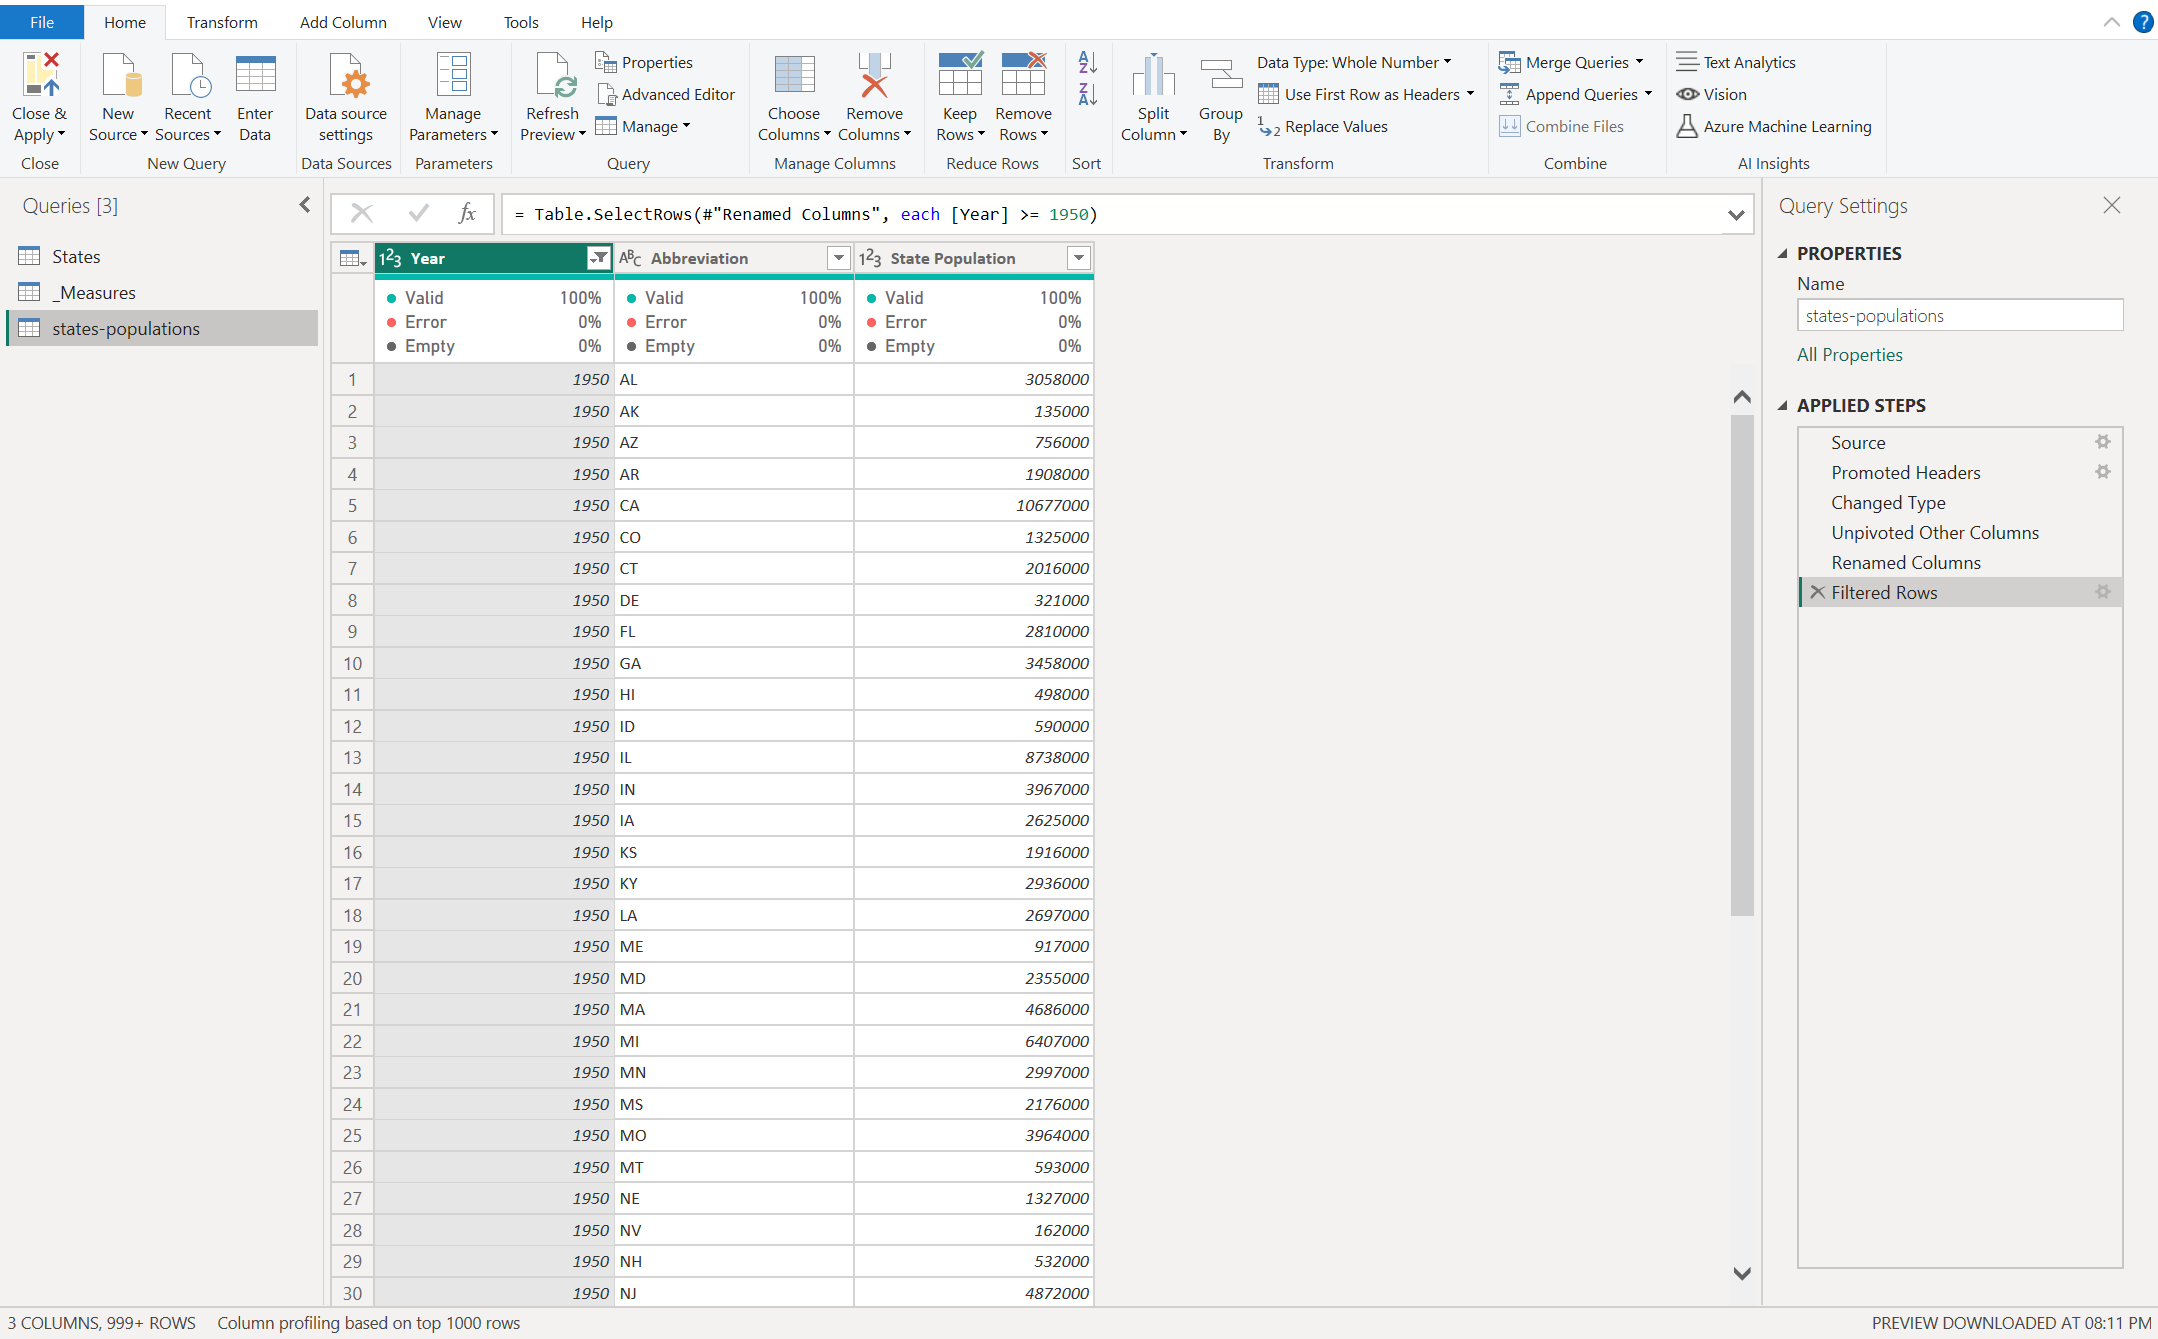 File Home Transform Add Column View Tools Help
Close & Apply
Close
New Source
Recent Sources
Enter Data
New Query
Data source settings
Data Sources
Manage Parameters
Parameters
Refresh Preview
Properties
Advanced Editor
Manage
Query
Choose Columns
Remove Columns
Manage Columns
Keep Rows
Remove Rows
Reduce Rows
Sort
Split Column
Group By
Data Type: Whole Number
Use First Row as Headers
Replace Values
Transform
Merge Queries
Append Queries
Combine Files
Combine
Text Analytics
Vision
Azure Machine Learning
AI Insights
Queries [3]
States
_Measures
states-populations
fx = Table.SelectRows(#"Renamed Columns", each [Year] >= 1950)
Year Abbreviation State Population
Valid 100% Valid 100% Valid 100%
Error 0% Error 0% Error 0%
Empty 0% Empty 0% Empty 0%
1 1950 AL 3058000
2 1950 AK 135000
3 1950 AZ 756000
4 1950 AR 1908000
5 1950 CA 10677000
6 1950 CO 1325000
7 1950 CT 2016000
8 1950 DE 321000
9 1950 FL 2810000
10 1950 GA 3458000
11 1950 HI 498000
12 1950 ID 590000
13 1950 IL 8738000
14 1950 IN 3967000
15 1950 IA 2625000
16 1950 KS 1916000
17 1950 KY 2936000
18 1950 LA 2697000
19 1950 ME 917000
20 1950 MD 2355000
21 1950 MA 4686000
22 1950 MI 6407000
23 1950 MN 2997000
24 1950 MS 2176000
25 1950 MO 3964000
26 1950 MT 593000
27 1950 NE 1327000
28 1950 NV 162000
29 1950 NH 532000
30 1950 NJ 4872000
Query Settings
PROPERTIES
Name
states-populations
All Properties
APPLIED STEPS
Source
Promoted Headers
Changed Type
Unpivoted Other Columns
Renamed Columns
Filtered Rows
3 COLUMNS, 999+ ROWS Column profiling based on top 1000 rows
PREVIEW DOWNLOADED AT 08:11 PM